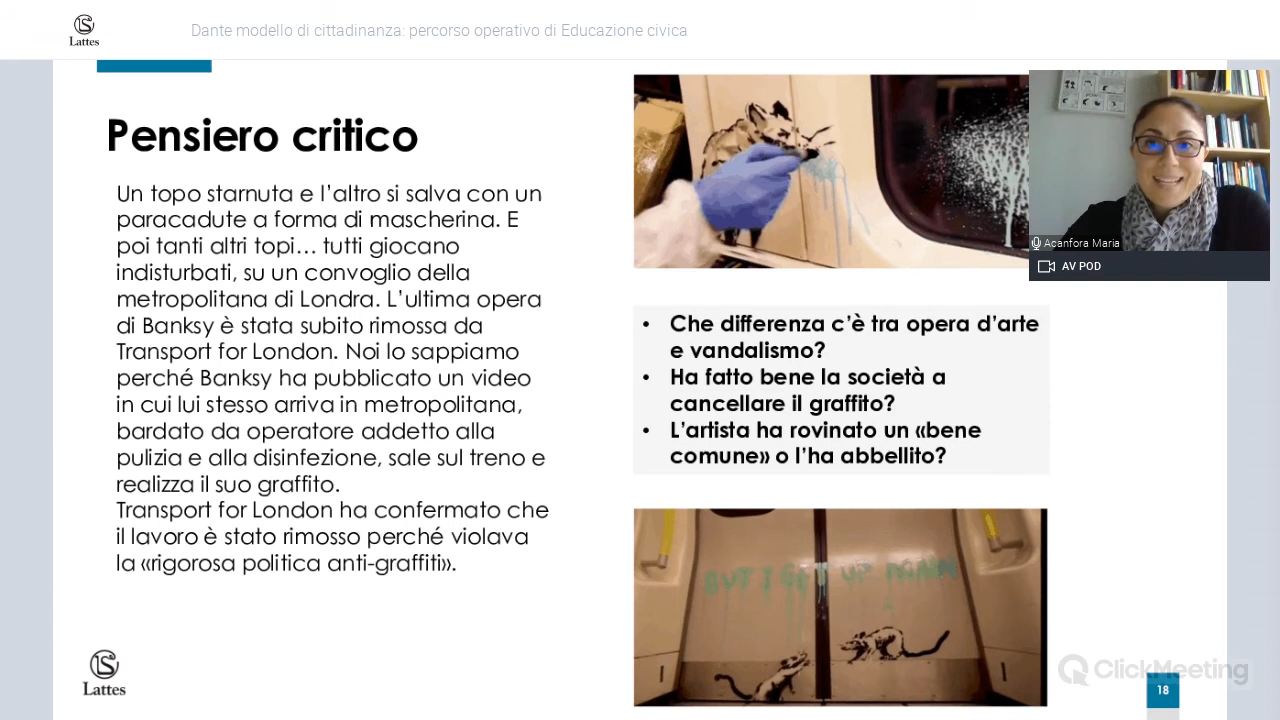 Lattes
Dante modello di cittadinanza: percorso operativo di Educazione civica
Pensiero critico
Un topo starnuta e l’altro si salva con un
paracadute a forma di mascherina. E
poi tanti altri topi… tutti giocano
indisturbati, su un convoglio della
metropolitana di Londra. L’ultima opera
di Banksy è stata subito rimossa da
Transport for London. Noi lo sappiamo
perché Banksy ha pubblicato un video
in cui lui stesso arriva in metropolitana,
bardato da operatore addetto alla
pulizia e alla disinfezione, sale sul treno e
realizza il suo graffito.
Transport for London ha confermato che
il lavoro è stato rimosso perché violava
la «rigorosa politica anti-graffiti».
Acanfora Maria
AV POD
• Che differenza c’è tra opera d’arte
e vandalismo?
• Ha fatto bene la società a
cancellare il graffito?
• L’artista ha rovinato un «bene
comune» o l’ha abbellito?
BUT I GET UP AGAIN
Lattes
ClickMeeting
18